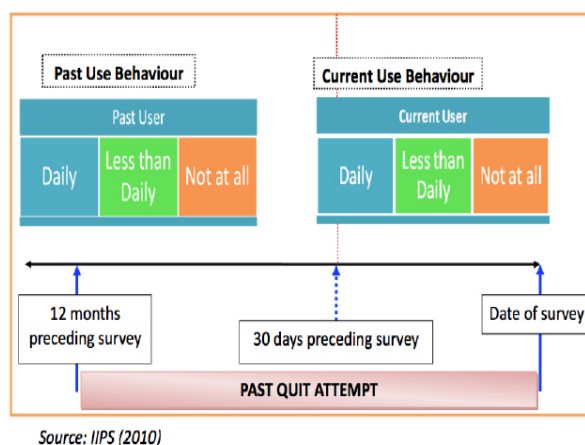 Past Use Behaviour
Current Use Behaviour
Past User
Daily
Less than
Daily
Not at all
Current User
Daily
Less than
Daily
Not at all
12 months
preceding survey
30 days preceding survey
Date of survey
PAST QUIT ATTEMPT
Source: IIPS (2010)